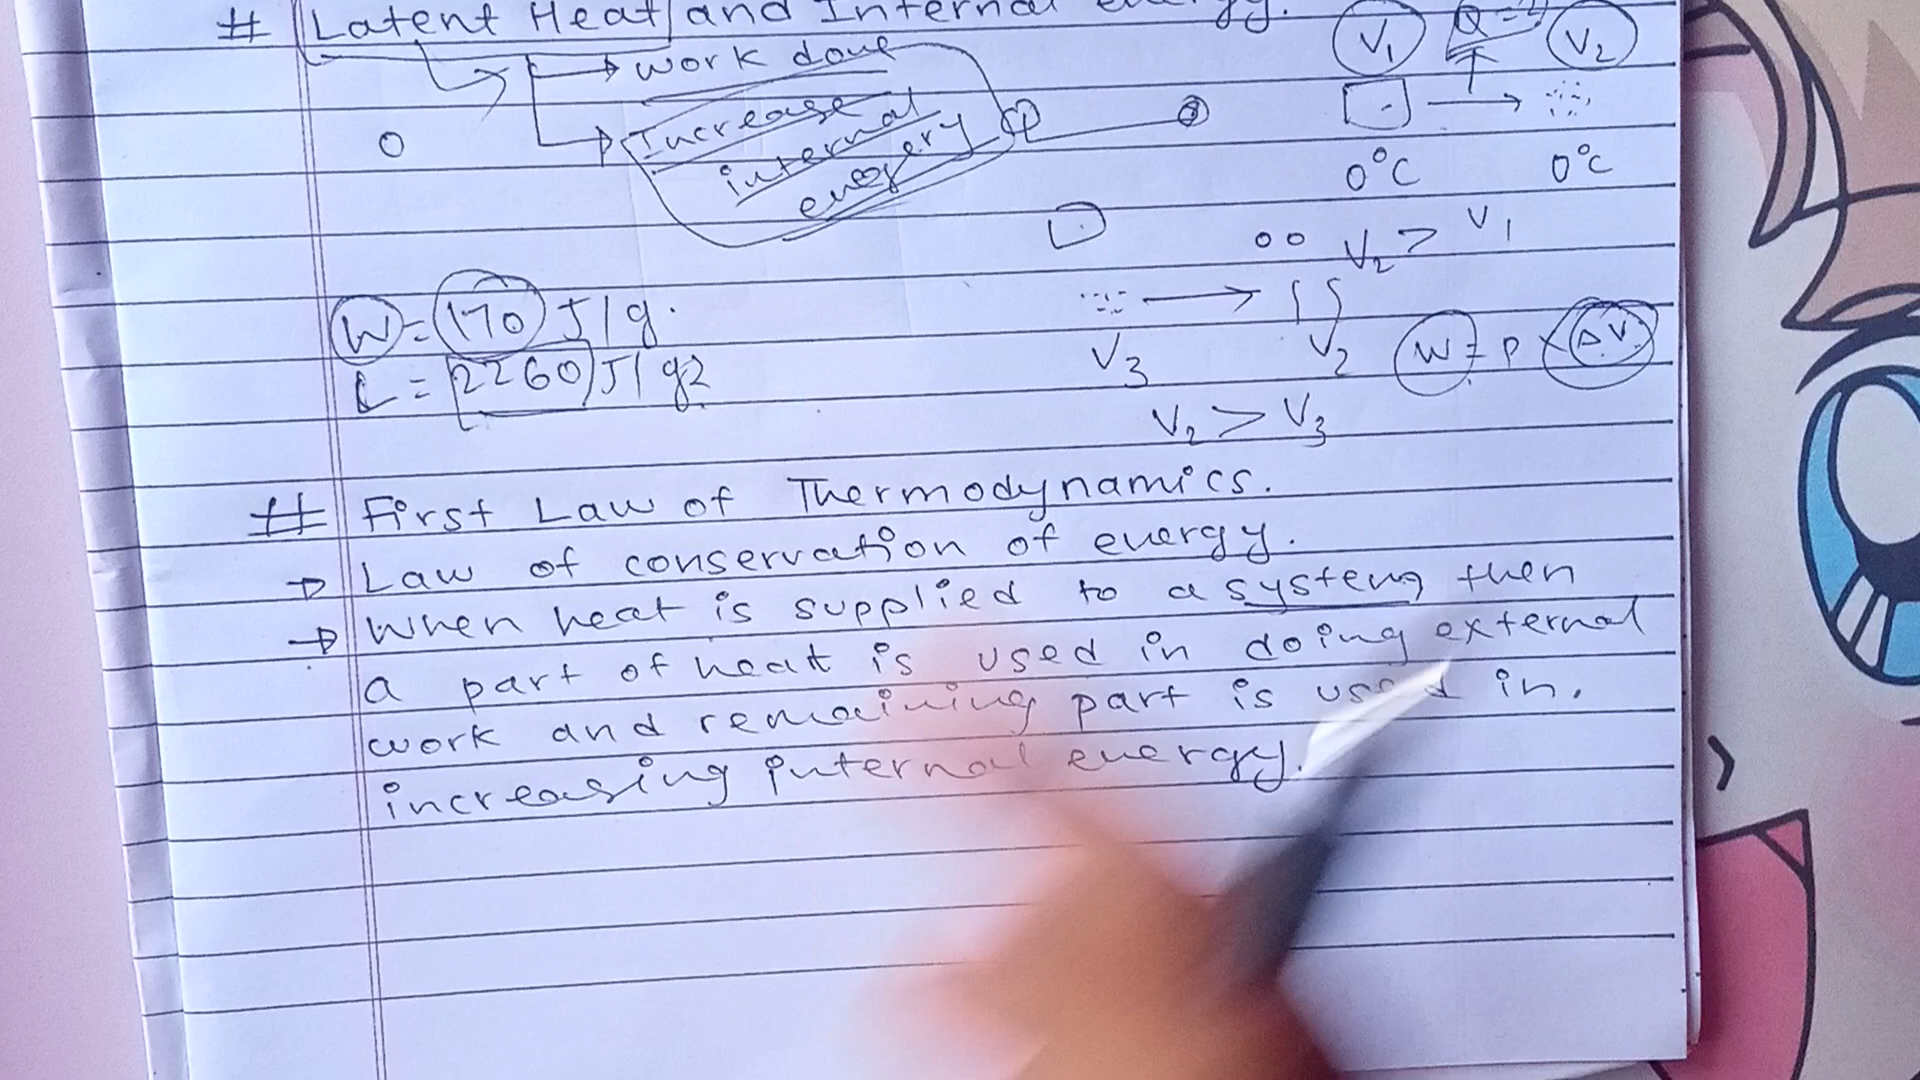 # Latent Heat and Internal energy.
V₁ Q = V₂
→ work done
→ Increase
internal
energery
0°C 0°C
V₂ > V₁
W = 170 J/g.
L = 2260 J/g
V₃ V₂ W = P × ΔV
V₂ > V₃
# First Law of Thermodynamics.
→ Law of conservation of energy.
→ When heat is supplied to a system then
a part of heat is used in doing external
work and remaining part is used in.
increasing internal energy.